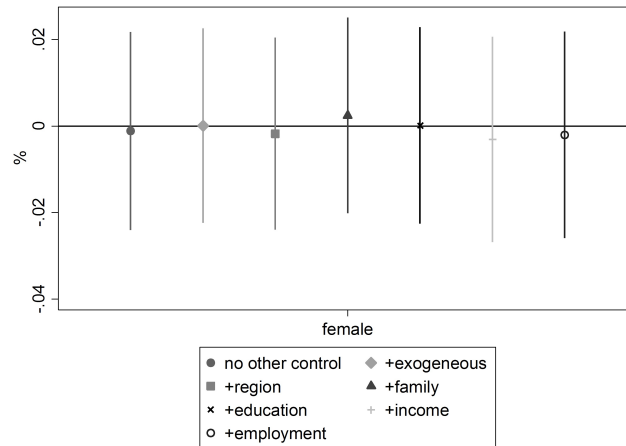 .02
0
-.02
-.04
%
female
no other control
+exogeneous
+region
+family
+education
+income
+employment